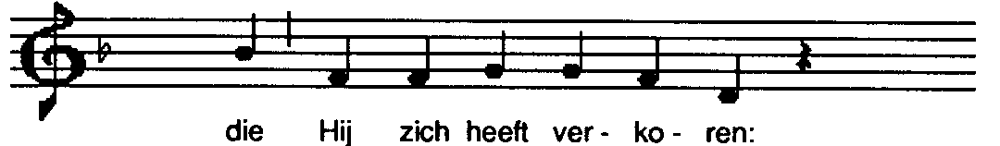 die Hij zich heeft ver - ko - ren: